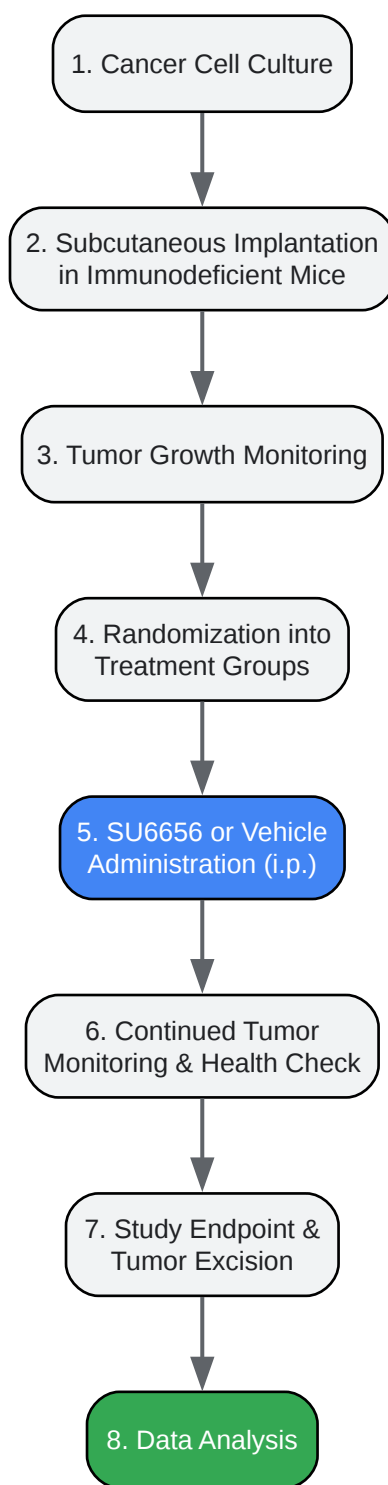 1. Cancer Cell Culture
2. Subcutaneous Implantation
in Immunodeficient Mice
3. Tumor Growth Monitoring
4. Randomization into
Treatment Groups
5. SU6656 or Vehicle
Administration (i.p.)
6. Continued Tumor
Monitoring & Health Check
7. Study Endpoint &
Tumor Excision
8. Data Analysis